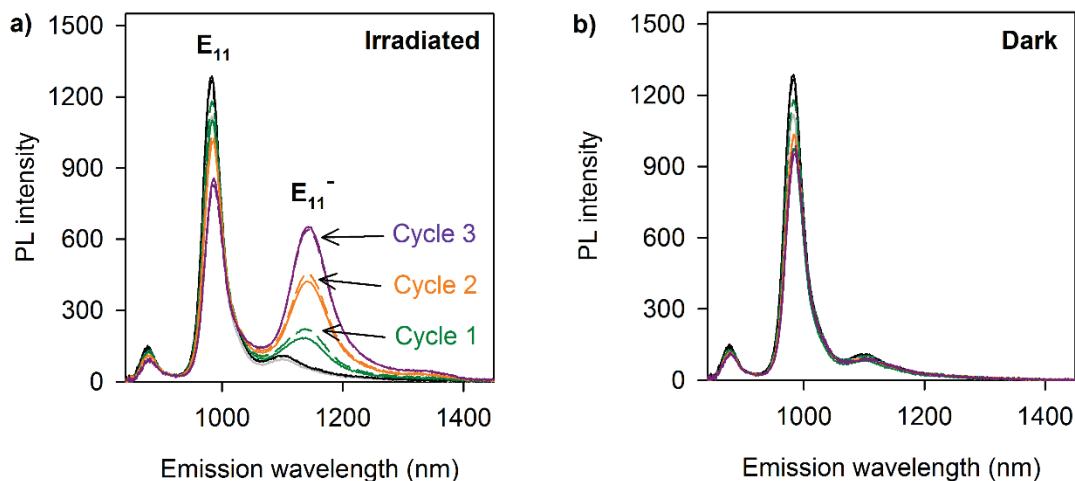 a)
Irradiated
E₁₁
E₁₁⁻
Cycle 3
Cycle 2
Cycle 1
PL intensity
1500
1200
900
600
300
0
1000
1200
1400
Emission wavelength (nm)
b)
Dark
PL intensity
1500
1200
900
600
300
0
1000
1200
1400
Emission wavelength (nm)